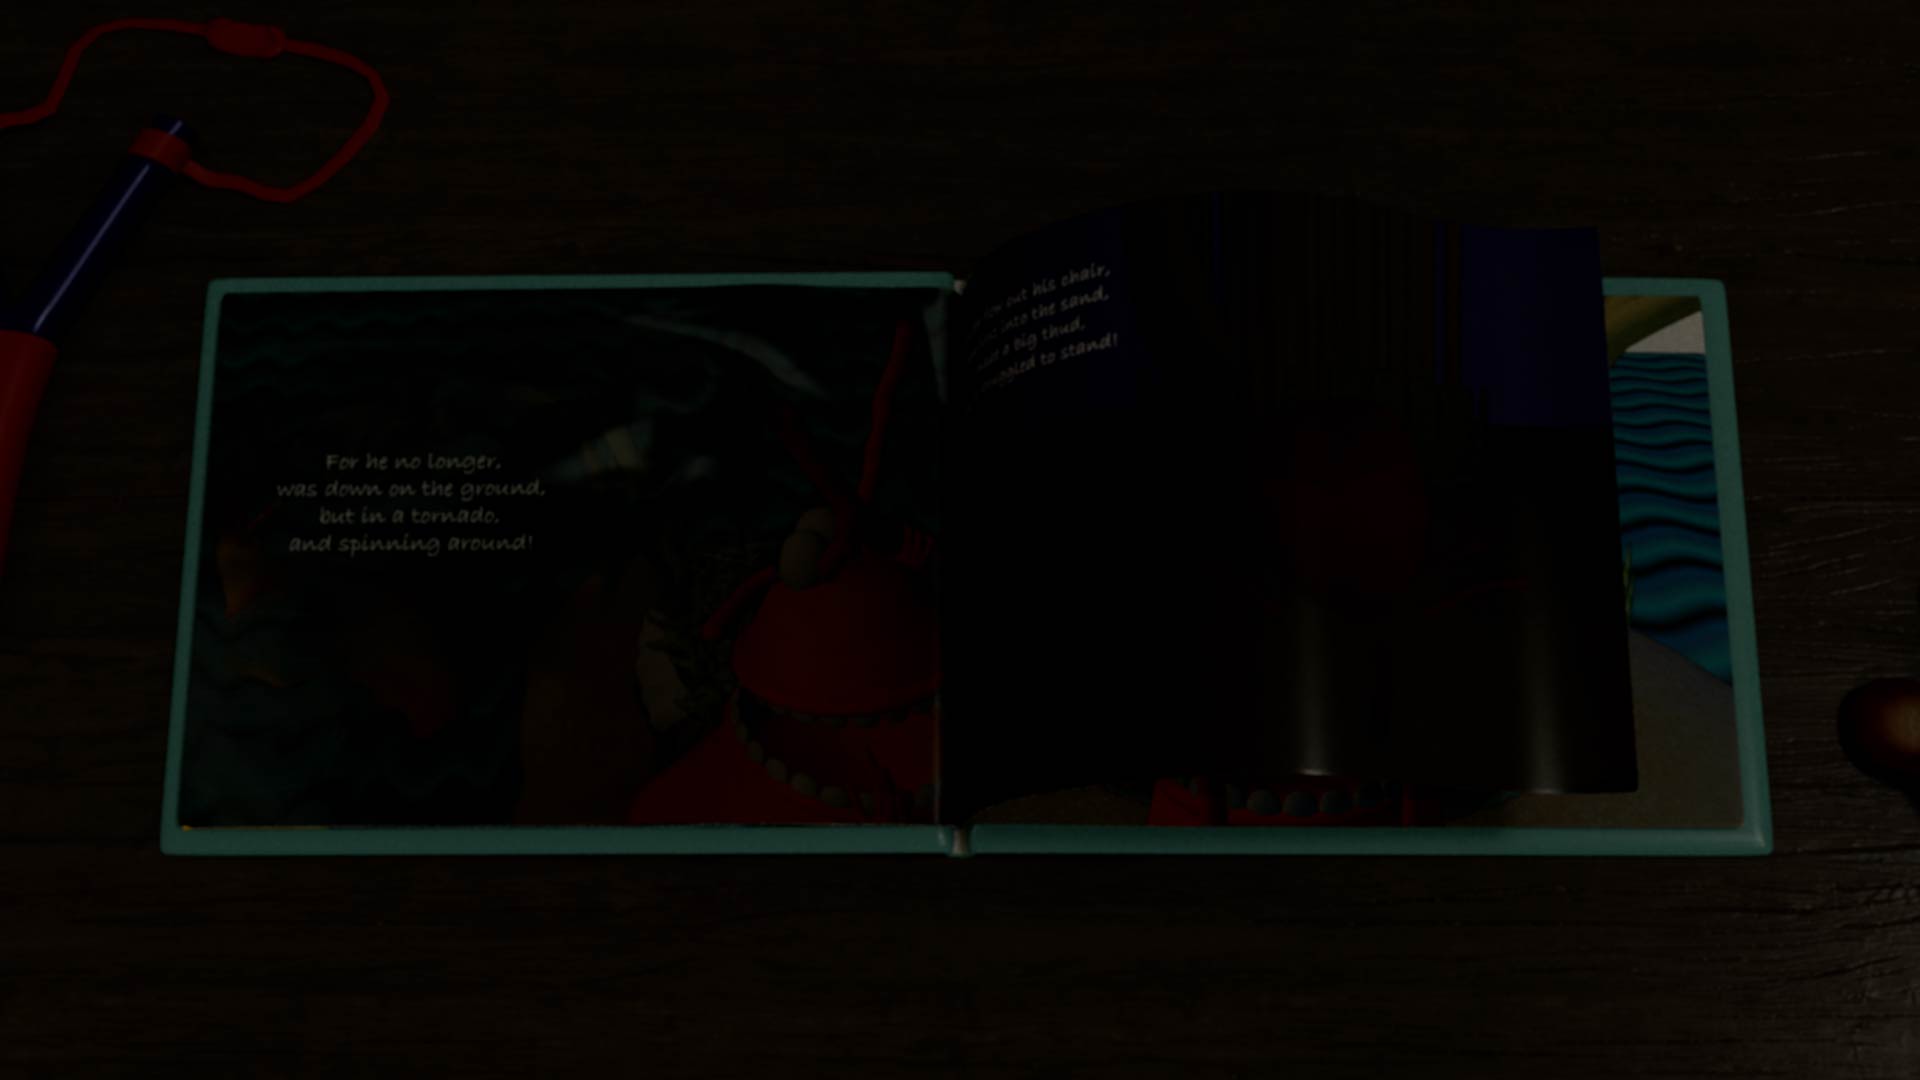 For he no longer,
was down on the ground,
but in a tornado,
and spinning around!
out his chair,
into the sand,
a big thud,
to stand!